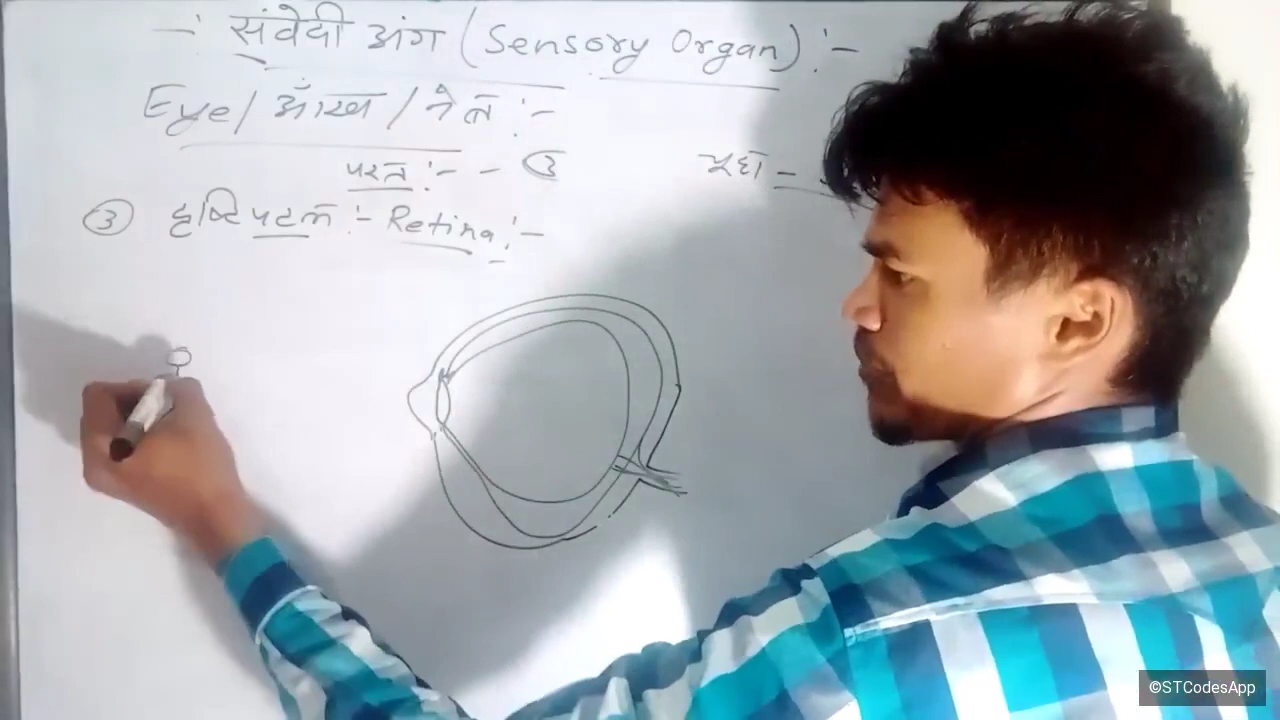 -: संवेदी अंग (Sensory Organ) :-
Eye / आँख / नेत्र :-
परत :- - ③
③ दृष्टि पटल :- Retina :-
©STCodesApp